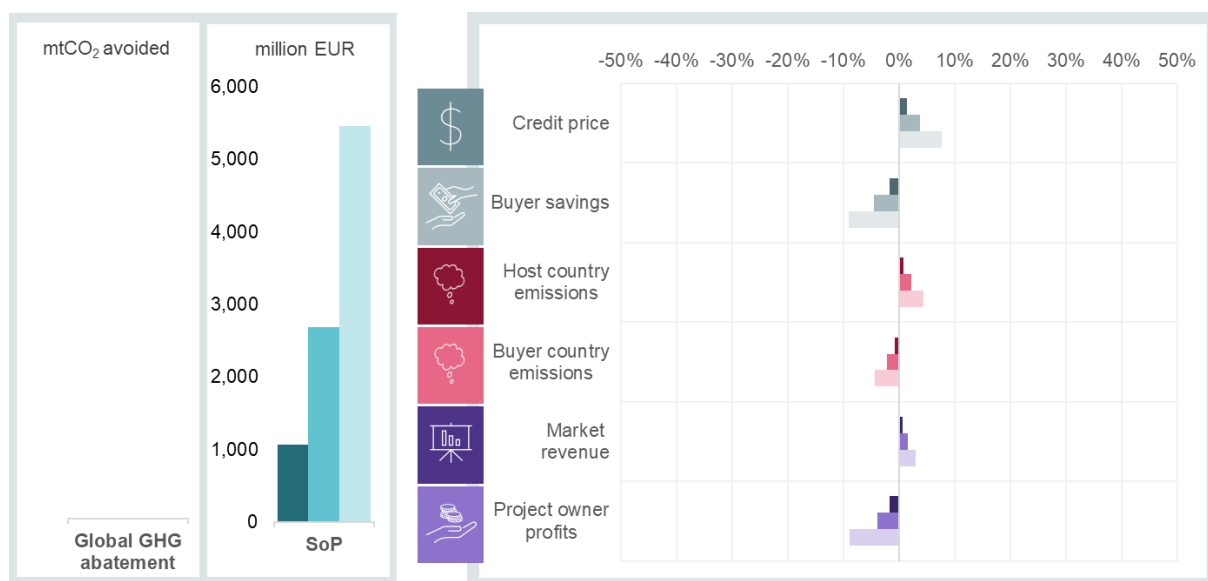 mtCO₂ avoided
Global GHG
abatement
million EUR
6,000
5,000
4,000
3,000
2,000
1,000
0
SoP
-50% -40% -30% -20% -10% 0% 10% 20% 30% 40% 50%
$
Credit price
Buyer savings
Host country
emissions
Buyer country
emissions
Market
revenue
Project owner
profits